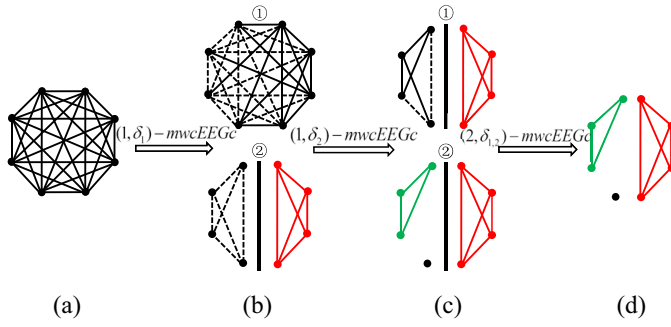 ① ①
(1, δ₁) − mwcEEGc (1, δ₂) − mwcEEGc (2, δ₁,₂) − mwcEEGc
② ②
(a) (b) (c) (d)